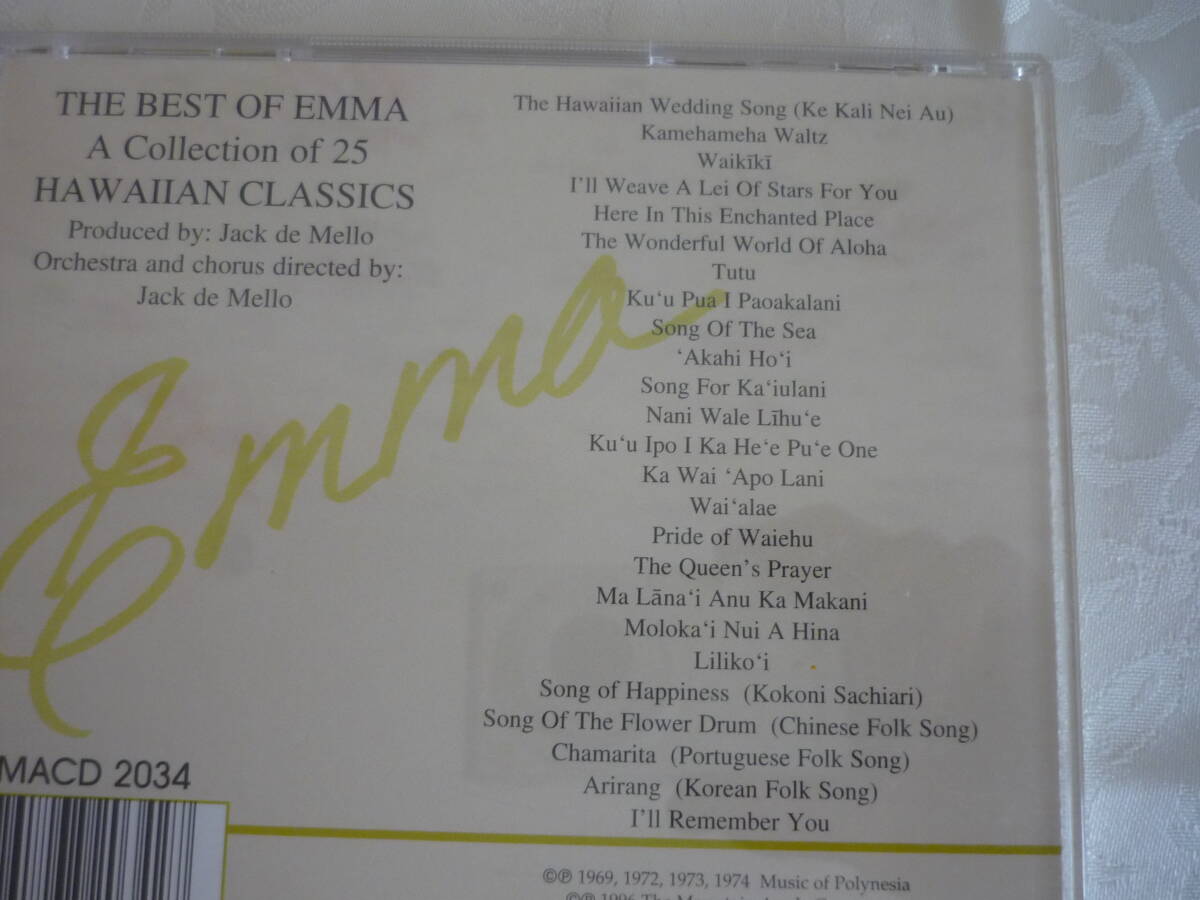 THE BEST OF EMMA
A Collection of 25
HAWAIIAN CLASSICS
Produced by: Jack de Mello
Orchestra and chorus directed by:
Jack de Mello
Emma
The Hawaiian Wedding Song (Ke Kali Nei Au)
Kamehameha Waltz
Waikīkī
I'll Weave A Lei Of Stars For You
Here In This Enchanted Place
The Wonderful World Of Aloha
Tutu
Ku‘u Pua I Paoakalani
Song Of The Sea
‘Akahi Ho‘i
Song For Ka‘iulani
Nani Wale Līhu‘e
Ku‘u Ipo I Ka He‘e Pu‘e One
Ka Wai ‘Apo Lani
Wai‘alae
Pride of Waiehu
The Queen's Prayer
Ma Lāna‘i Anu Ka Makani
Moloka‘i Nui A Hina
Liliko‘i
Song of Happiness (Kokoni Sachiari)
Song Of The Flower Drum (Chinese Folk Song)
Chamarita (Portuguese Folk Song)
Arirang (Korean Folk Song)
I'll Remember You
MACD 2034
©℗ 1969, 1972, 1973, 1974 Music of Polynesia
©℗ 1996 The Mountain